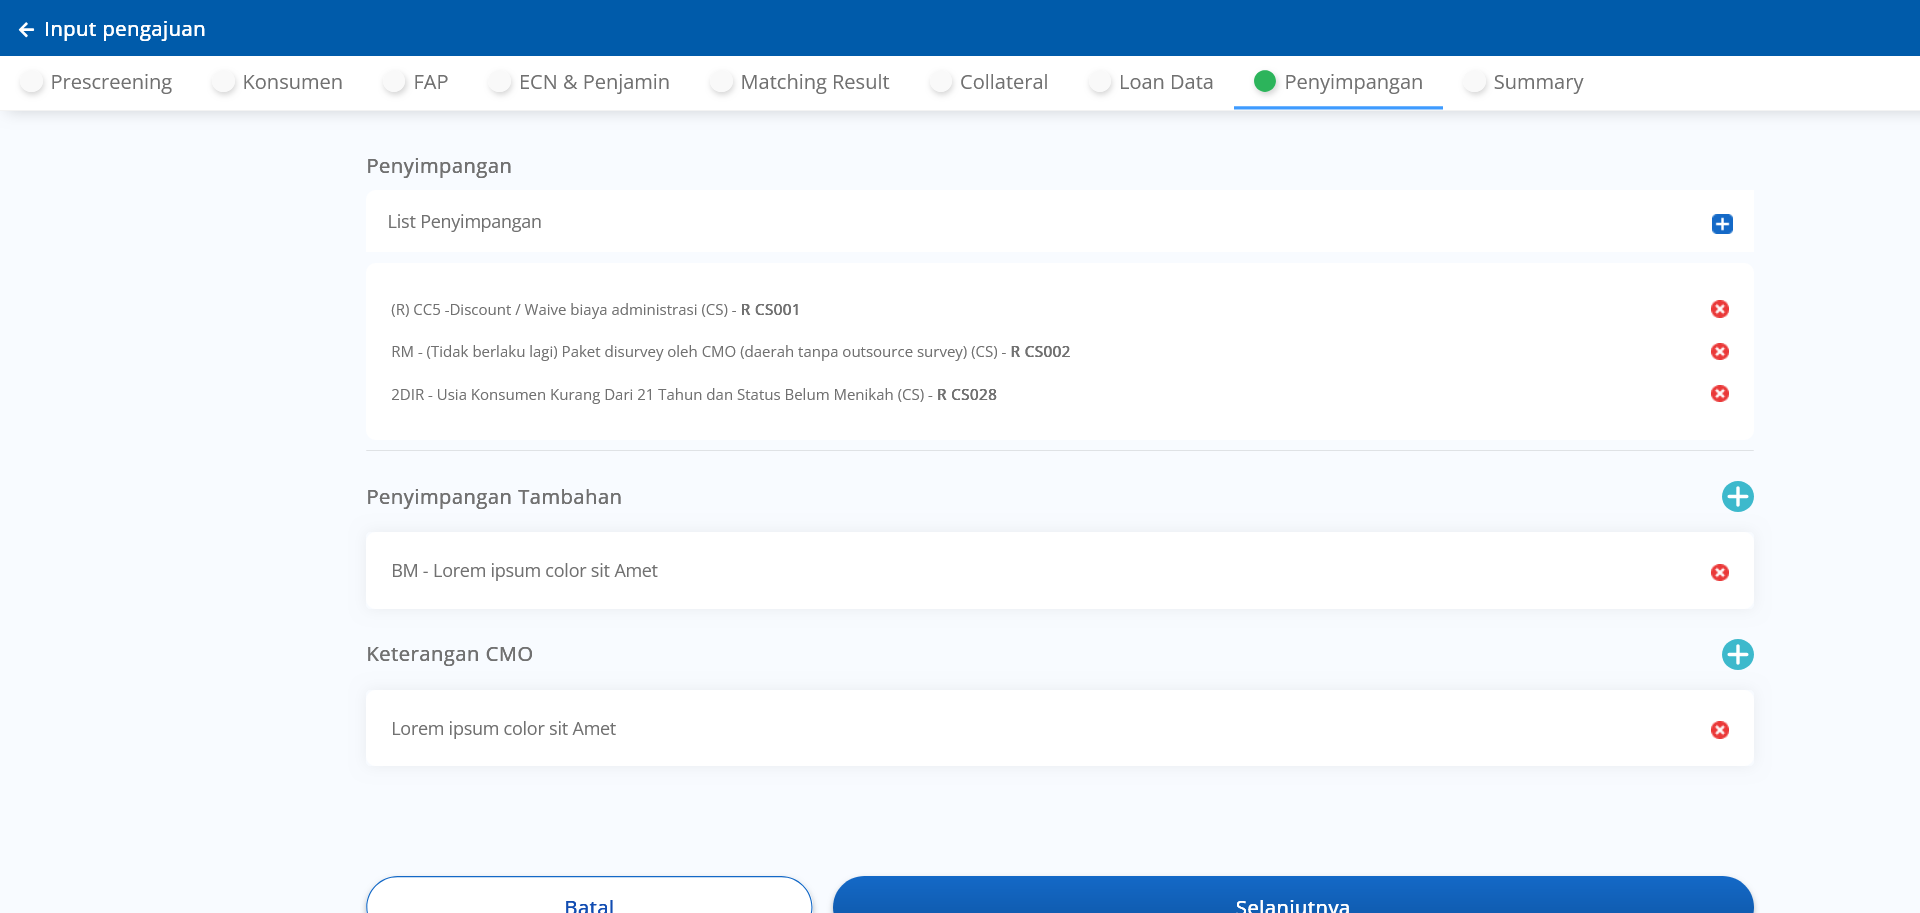 Input pengajuan
Prescreening Konsumen FAP ECN & Penjamin Matching Result Collateral Loan Data Penyimpangan Summary
Penyimpangan
List Penyimpangan
(R) CC5 -Discount / Waive biaya administrasi (CS) - R CS001
RM - (Tidak berlaku lagi) Paket disurvey oleh CMO (daerah tanpa outsource survey) (CS) - R CS002
2DIR - Usia Konsumen Kurang Dari 21 Tahun dan Status Belum Menikah (CS) - R CS028
Penyimpangan Tambahan
BM - Lorem ipsum color sit Amet
Keterangan CMO
Lorem ipsum color sit Amet
Batal Selanjutnya